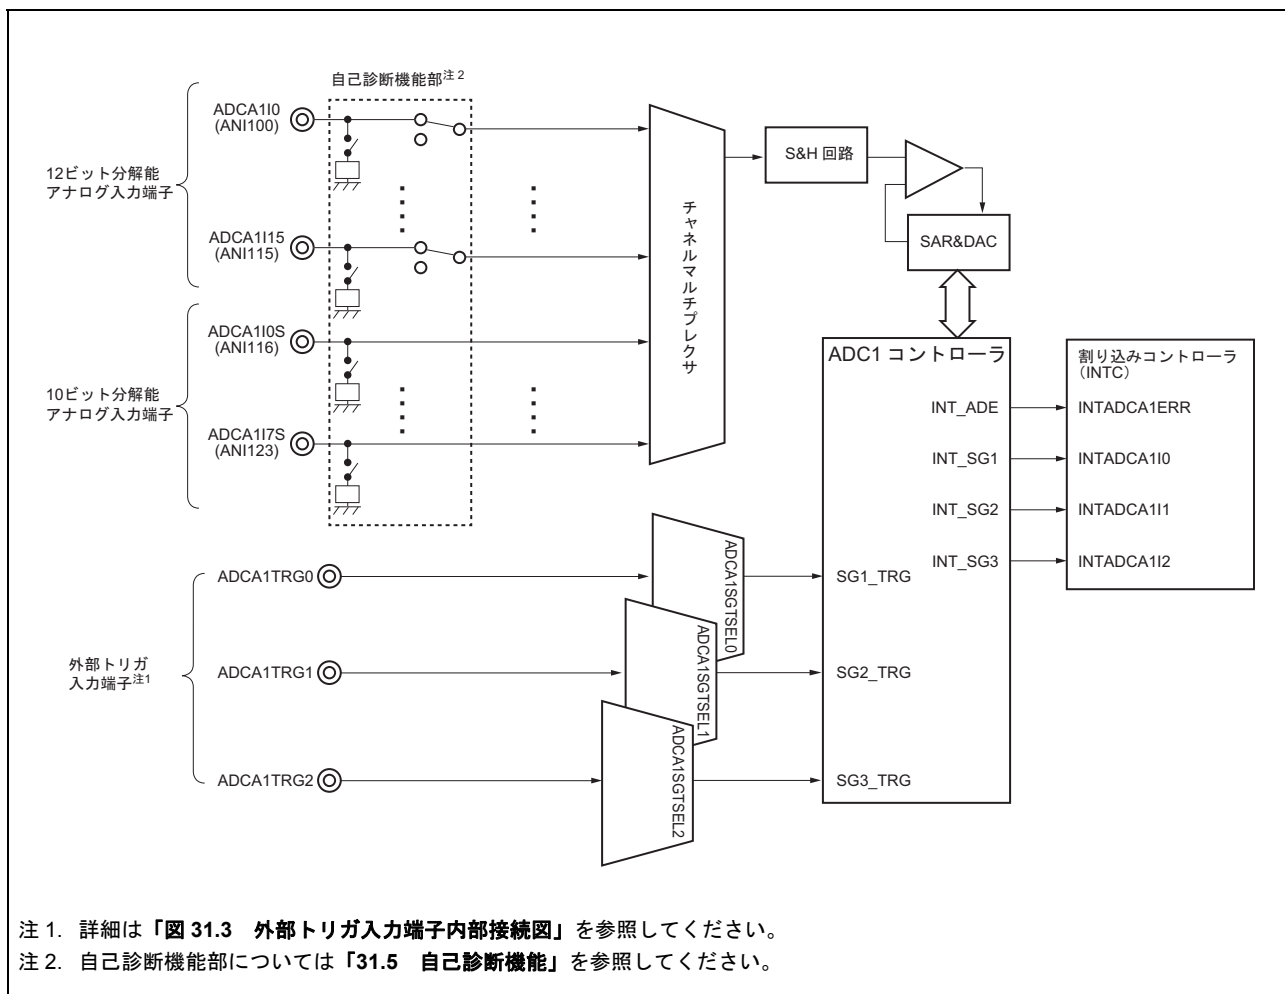 自己診断機能部注2
ADCA1I0
(ANI100)
12ビット分解能
アナログ入力端子
ADCA1I15
(ANI115)
ADCA1I0S
(ANI116)
10ビット分解能
アナログ入力端子
ADCA1I7S
(ANI123)
チャネルマルチプレクサ
S&H 回路
SAR&DAC
ADC1 コントローラ
INT_ADE
INT_SG1
INT_SG2
INT_SG3
SG1_TRG
SG2_TRG
SG3_TRG
割り込みコントローラ
(INTC)
INTADCA1ERR
INTADCA1I0
INTADCA1I1
INTADCA1I2
外部トリガ
入力端子注1
ADCA1TRG0
ADCA1TRG1
ADCA1TRG2
ADCA1SGTSEL0
ADCA1SGTSEL1
ADCA1SGTSEL2
注 1. 詳細は「図 31.3 外部トリガ入力端子内部接続図」を参照してください。
注 2. 自己診断機能部については「31.5 自己診断機能」を参照してください。